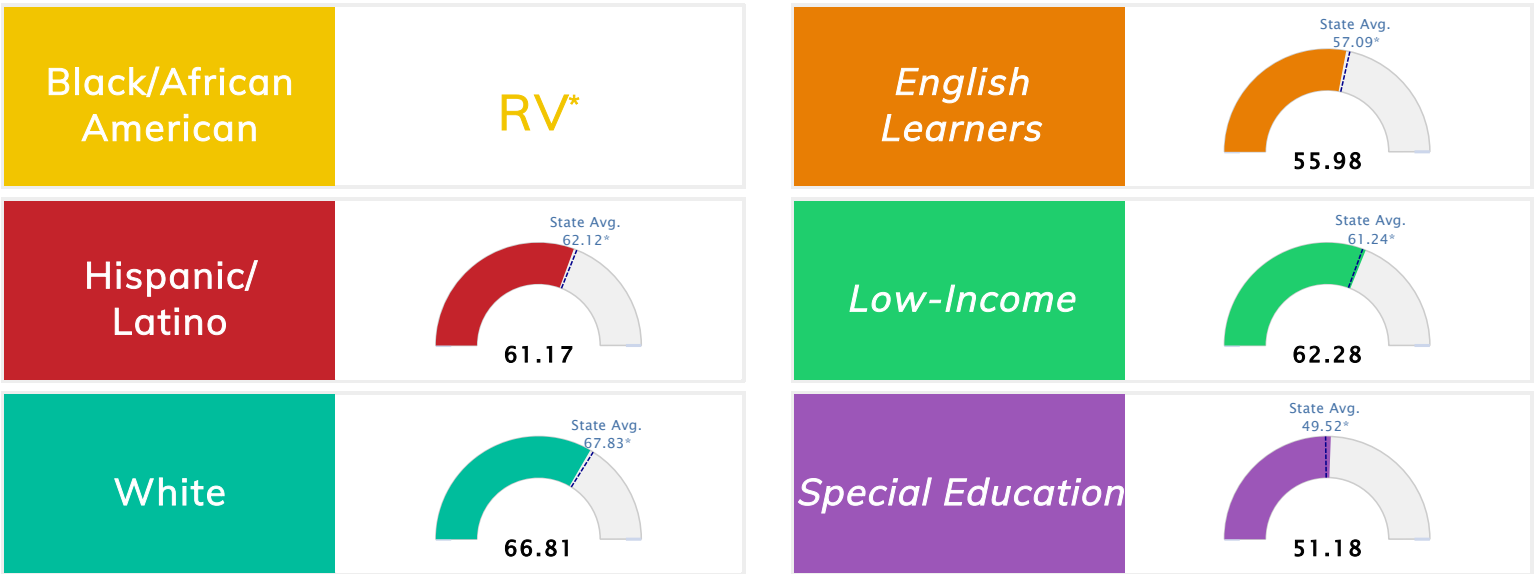 Black/African
American
RV*
English
Learners
State Avg.
57.09*
55.98
Hispanic/
Latino
State Avg.
62.12*
61.17
Low-Income
State Avg.
61.24*
62.28
White
State Avg.
67.83*
66.81
Special Education
State Avg.
49.52*
51.18